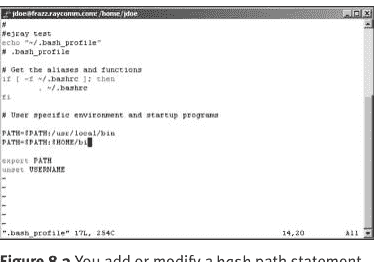 jdoe@frazz.raycomm.com: /home/jdoe
#
#ejray test
echo "~/.bash_profile"
# .bash_profile
# Get the aliases and functions
if [ -f ~/.bashrc ]; then
. ~/.bashrc
fi
# User specific environment and startup programs
PATH=$PATH:/usr/local/bin
PATH=$PATH:$HOME/bi
export PATH
unset USERNAME
~
~
~
~
~
~
".bash_profile" 17L, 254C 14,20 All
Figure 8.2 You add or modify a bash path statement